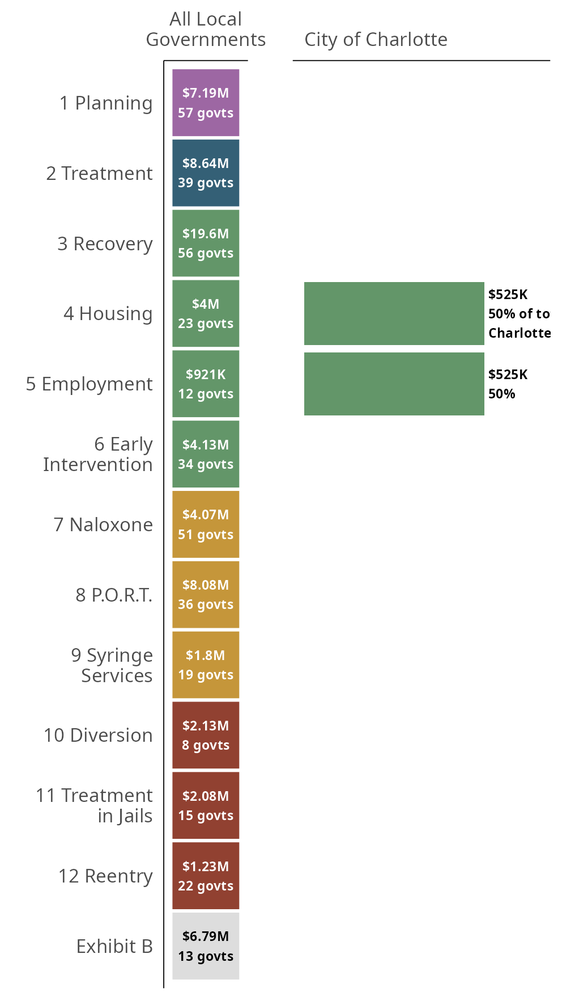 All Local
Governments
City of Charlotte
1 Planning
$7.19M
57 govts
2 Treatment
$8.64M
39 govts
3 Recovery
$19.6M
56 govts
4 Housing
$4M
23 govts
$525K
50% of
Charlotte
5 Employment
$921K
12 govts
$525K
50%
6 Early
Intervention
$4.13M
34 govts
7 Naloxone
$4.07M
51 govts
8 P.O.R.T.
$8.08M
36 govts
9 Syringe
Services
$1.8M
19 govts
10 Diversion
$2.13M
8 govts
11 Treatment
in Jails
$2.08M
15 govts
12 Reentry
$1.23M
22 govts
Exhibit B
$6.79M
13 govts